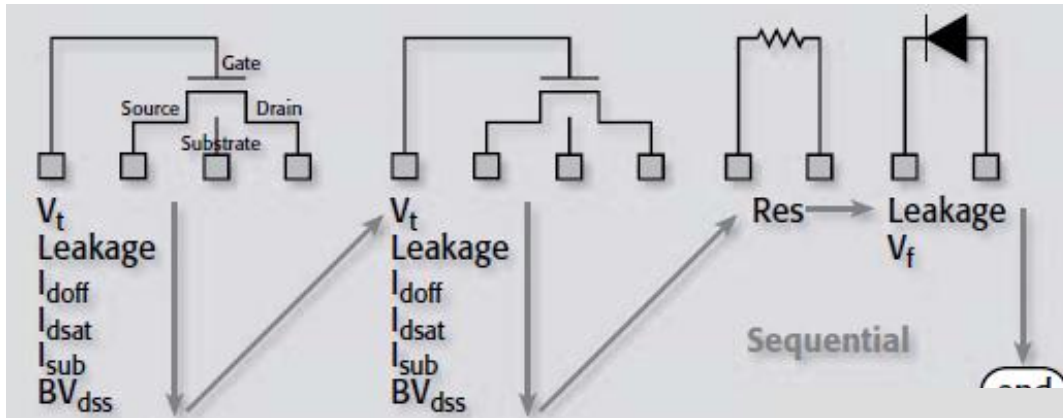 Gate
Source
Drain
Substrate
Vt
Leakage
Idoff
Idsat
Isub
BVdss
Vt
Leakage
Idoff
Idsat
Isub
BVdss
Res
Leakage
Vf
Sequential
end